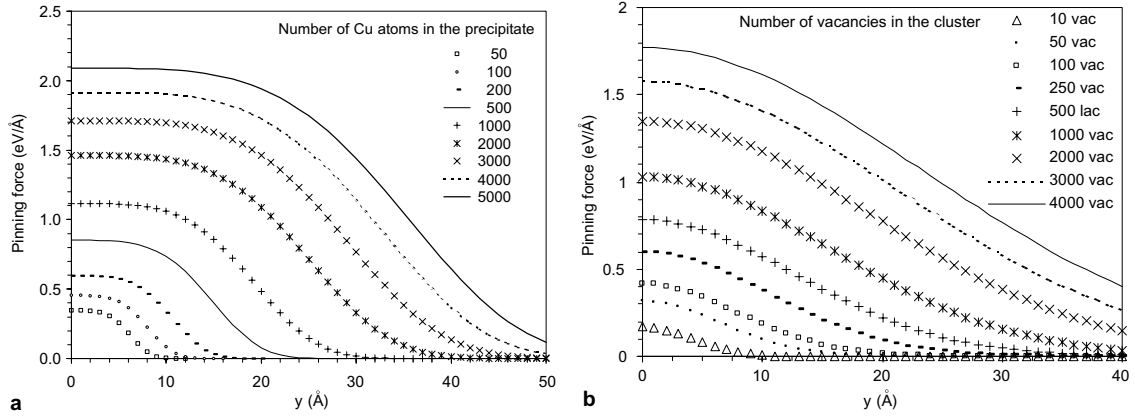 Number of Cu atoms in the precipitate
50
100
200
500
1000
2000
3000
4000
5000
Pinning force (eV/Å)
2.5
2.0
1.5
1.0
0.5
0.0
0 10 20 30 40 50
y (Å)
a
Number of vacancies in the cluster
10 vac
50 vac
100 vac
250 vac
500 lac
1000 vac
2000 vac
3000 vac
4000 vac
Pinning force (eV/Å)
2
1.5
1
0.5
0
0 10 20 30 40
y (Å)
b